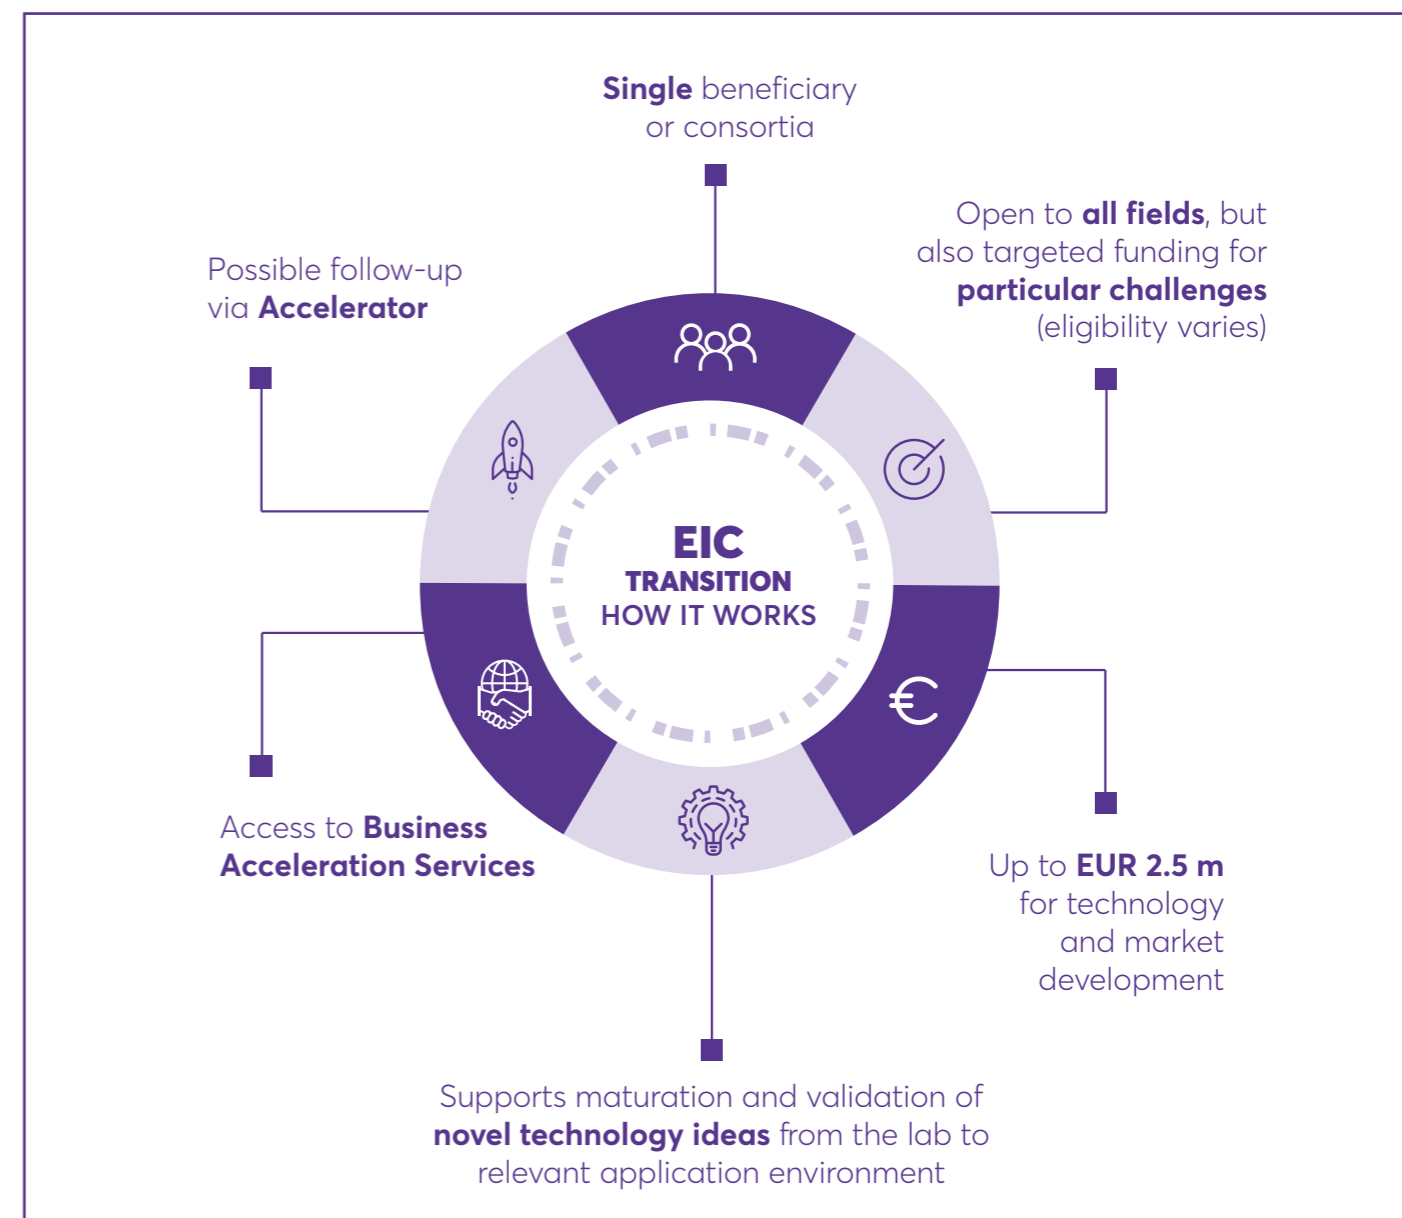 Single beneficiary
or consortia
Open to all fields, but
also targeted funding for
particular challenges
(eligibility varies)
Possible follow-up
via Accelerator
EIC
TRANSITION
HOW IT WORKS
€
Access to Business
Acceleration Services
Up to EUR 2.5 m
for technology
and market
development
Supports maturation and validation of
novel technology ideas from the lab to
relevant application environment